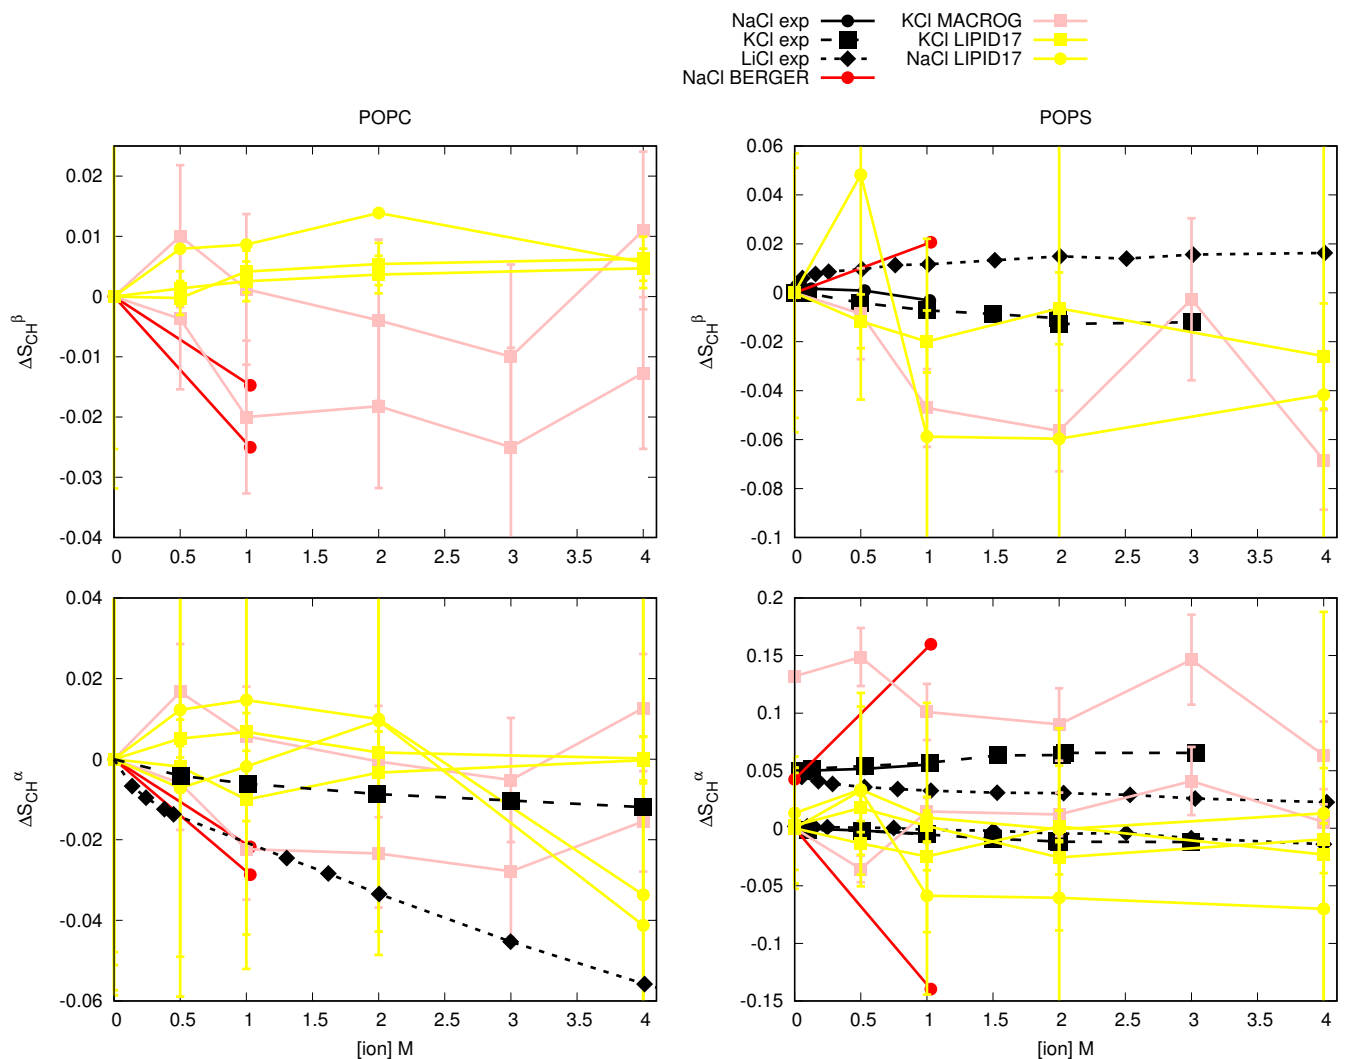 NaCl exp
KCl exp
LiCl exp
NaCl BERGER
KCl MACROG
KCl LIPID17
NaCl LIPID17
POPC
POPS
ΔS_CH^β
0.02
0.01
0
-0.01
-0.02
-0.03
-0.04
0 0.5 1 1.5 2 2.5 3 3.5 4
ΔS_CH^β
0.06
0.04
0.02
0
-0.02
-0.04
-0.06
-0.08
-0.1
0 0.5 1 1.5 2 2.5 3 3.5 4
ΔS_CH^α
0.04
0.02
0
-0.02
-0.04
-0.06
0 0.5 1 1.5 2 2.5 3 3.5 4
[ion] M
ΔS_CH^α
0.2
0.15
0.1
0.05
0
-0.05
-0.1
-0.15
0 0.5 1 1.5 2 2.5 3 3.5 4
[ion] M